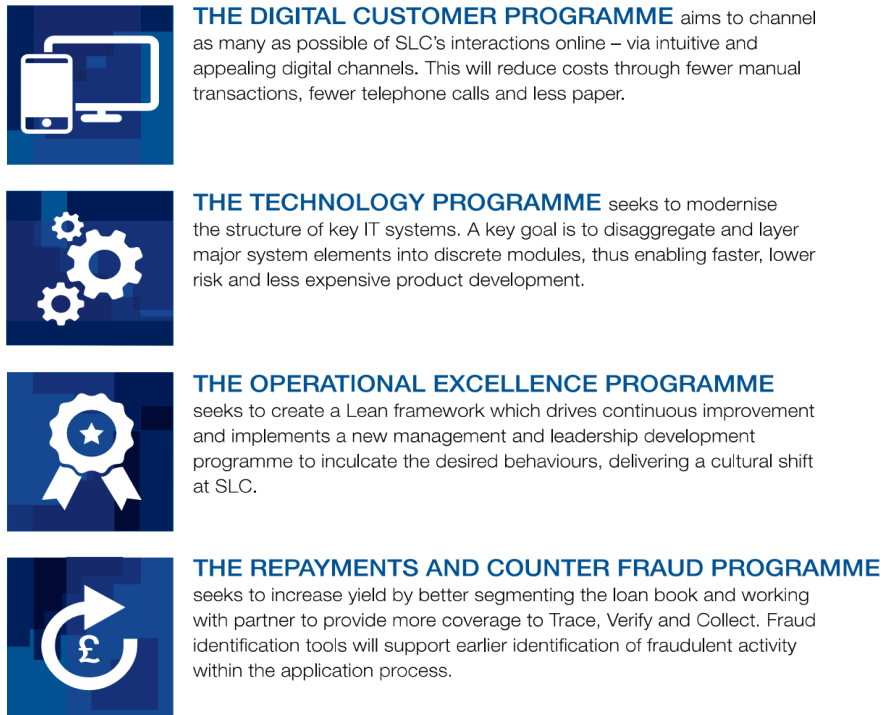 THE DIGITAL CUSTOMER PROGRAMME aims to channel
as many as possible of SLC's interactions online – via intuitive and
appealing digital channels. This will reduce costs through fewer manual
transactions, fewer telephone calls and less paper.
THE TECHNOLOGY PROGRAMME seeks to modernise
the structure of key IT systems. A key goal is to disaggregate and layer
major system elements into discrete modules, thus enabling faster, lower
risk and less expensive product development.
THE OPERATIONAL EXCELLENCE PROGRAMME
seeks to create a Lean framework which drives continuous improvement
and implements a new management and leadership development
programme to inculcate the desired behaviours, delivering a cultural shift
at SLC.
THE REPAYMENTS AND COUNTER FRAUD PROGRAMME
seeks to increase yield by better segmenting the loan book and working
with partner to provide more coverage to Trace, Verify and Collect. Fraud
identification tools will support earlier identification of fraudulent activity
within the application process.
£